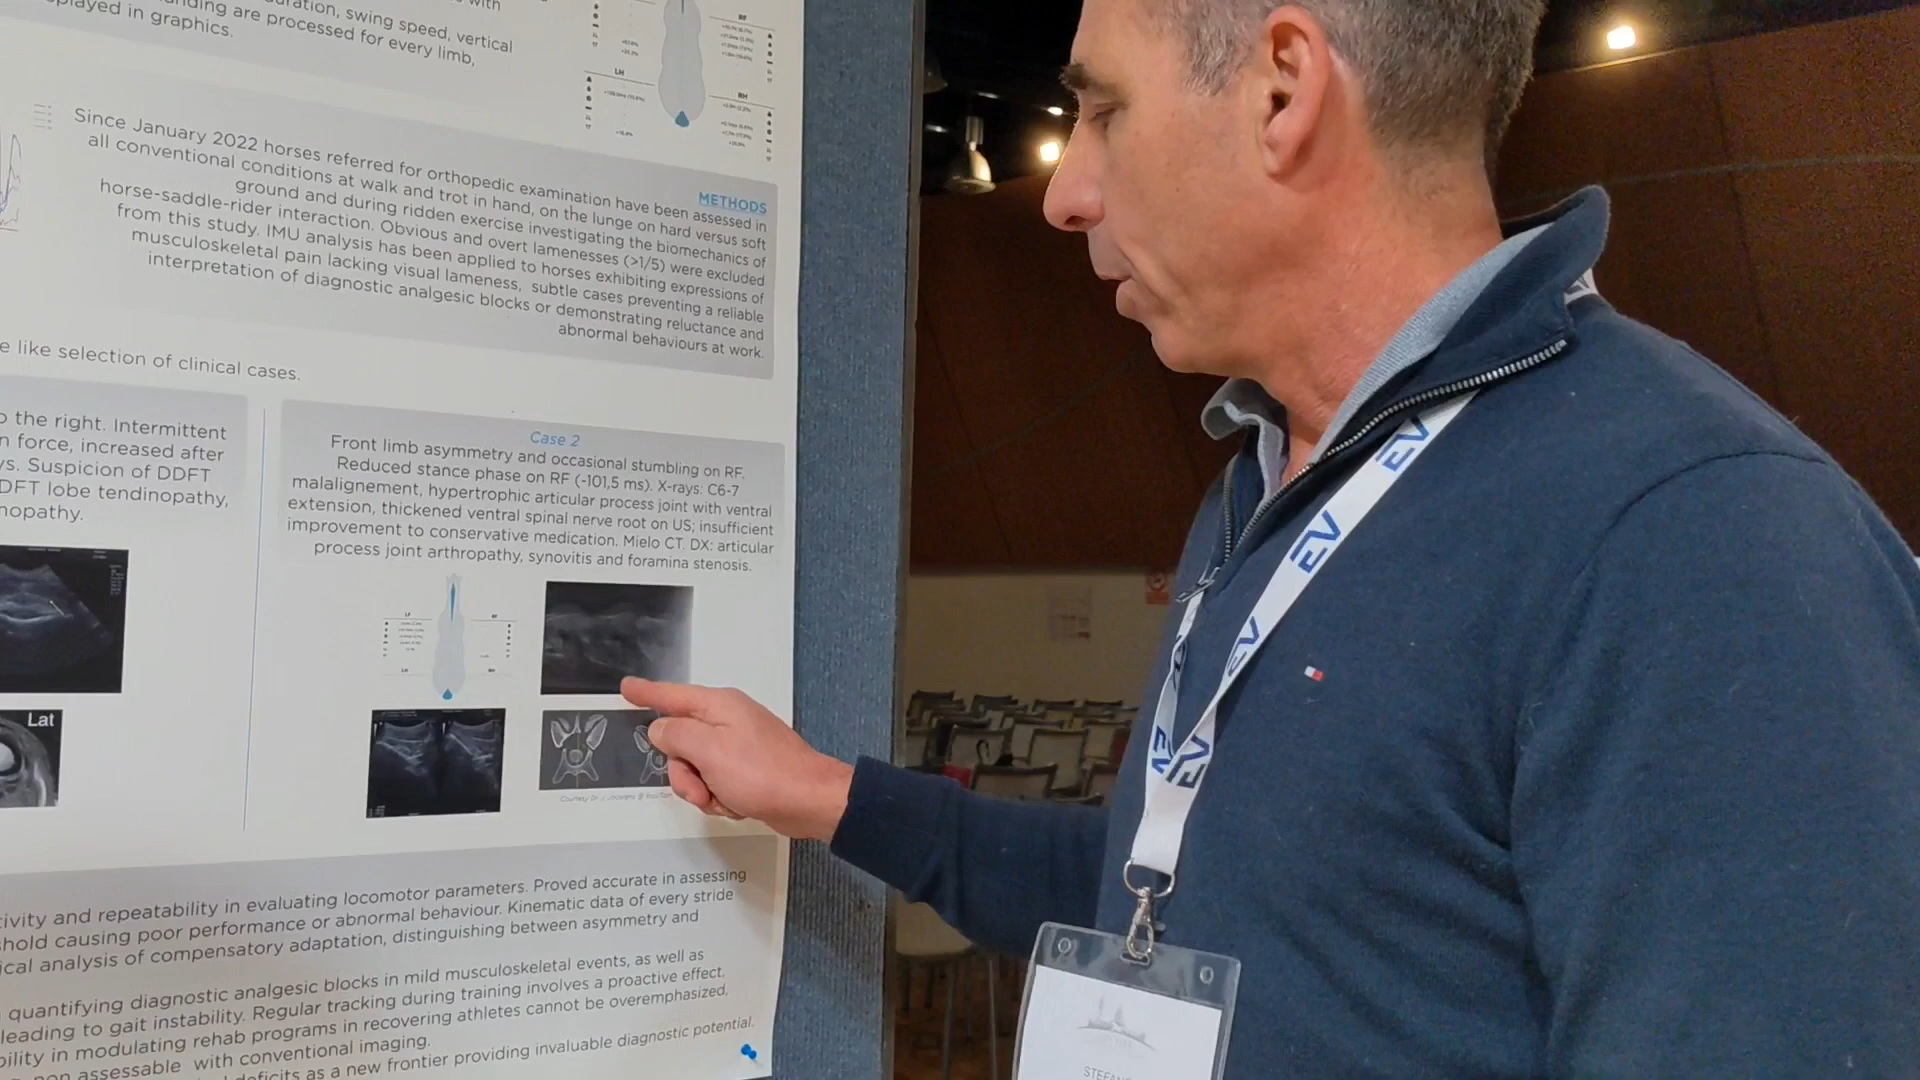 uration, swing speed, vertical
nding are processed for every limb,
played in graphics.
with
RF
LH
RH
METHODS
Since January 2022 horses referred for orthopedic examination have been assessed in
all conventional conditions at walk and trot in hand, on the lunge on hard versus soft
ground and during ridden exercise investigating the biomechanics of
horse-saddle-rider interaction. Obvious and overt lamenesses (>1/5) were excluded
from this study. IMU analysis has been applied to horses exhibiting expressions of
musculoskeletal pain lacking visual lameness, subtle cases preventing a reliable
interpretation of diagnostic analgesic blocks or demonstrating reluctance and
abnormal behaviours at work.
e like selection of clinical cases.
o the right. Intermittent
n force, increased after
ys. Suspicion of DDFT
DFT lobe tendinopathy,
nopathy.
Lat
Case 2
Front limb asymmetry and occasional stumbling on RF.
Reduced stance phase on RF (-101,5 ms). X-rays: C6-7
malalignement, hypertrophic articular process joint with ventral
extension, thickened ventral spinal nerve root on US; insufficient
improvement to conservative medication. Mielo CT. DX: articular
process joint arthropathy, synovitis and foramina stenosis.
LF
RF
LH
RH
tivity and repeatability in evaluating locomotor parameters. Proved accurate in assessing
shold causing poor performance or abnormal behaviour. Kinematic data of every stride
ical analysis of compensatory adaptation, distinguishing between asymmetry and
quantifying diagnostic analgesic blocks in mild musculoskeletal events, as well as
leading to gait instability. Regular tracking during training involves a proactive effect.
bility in modulating rehab programs in recovering athletes cannot be overemphasized,
non assessable with conventional imaging.
deficits as a new frontier providing invaluable diagnostic potential.
EV
EV
EV
EV
STEFAN